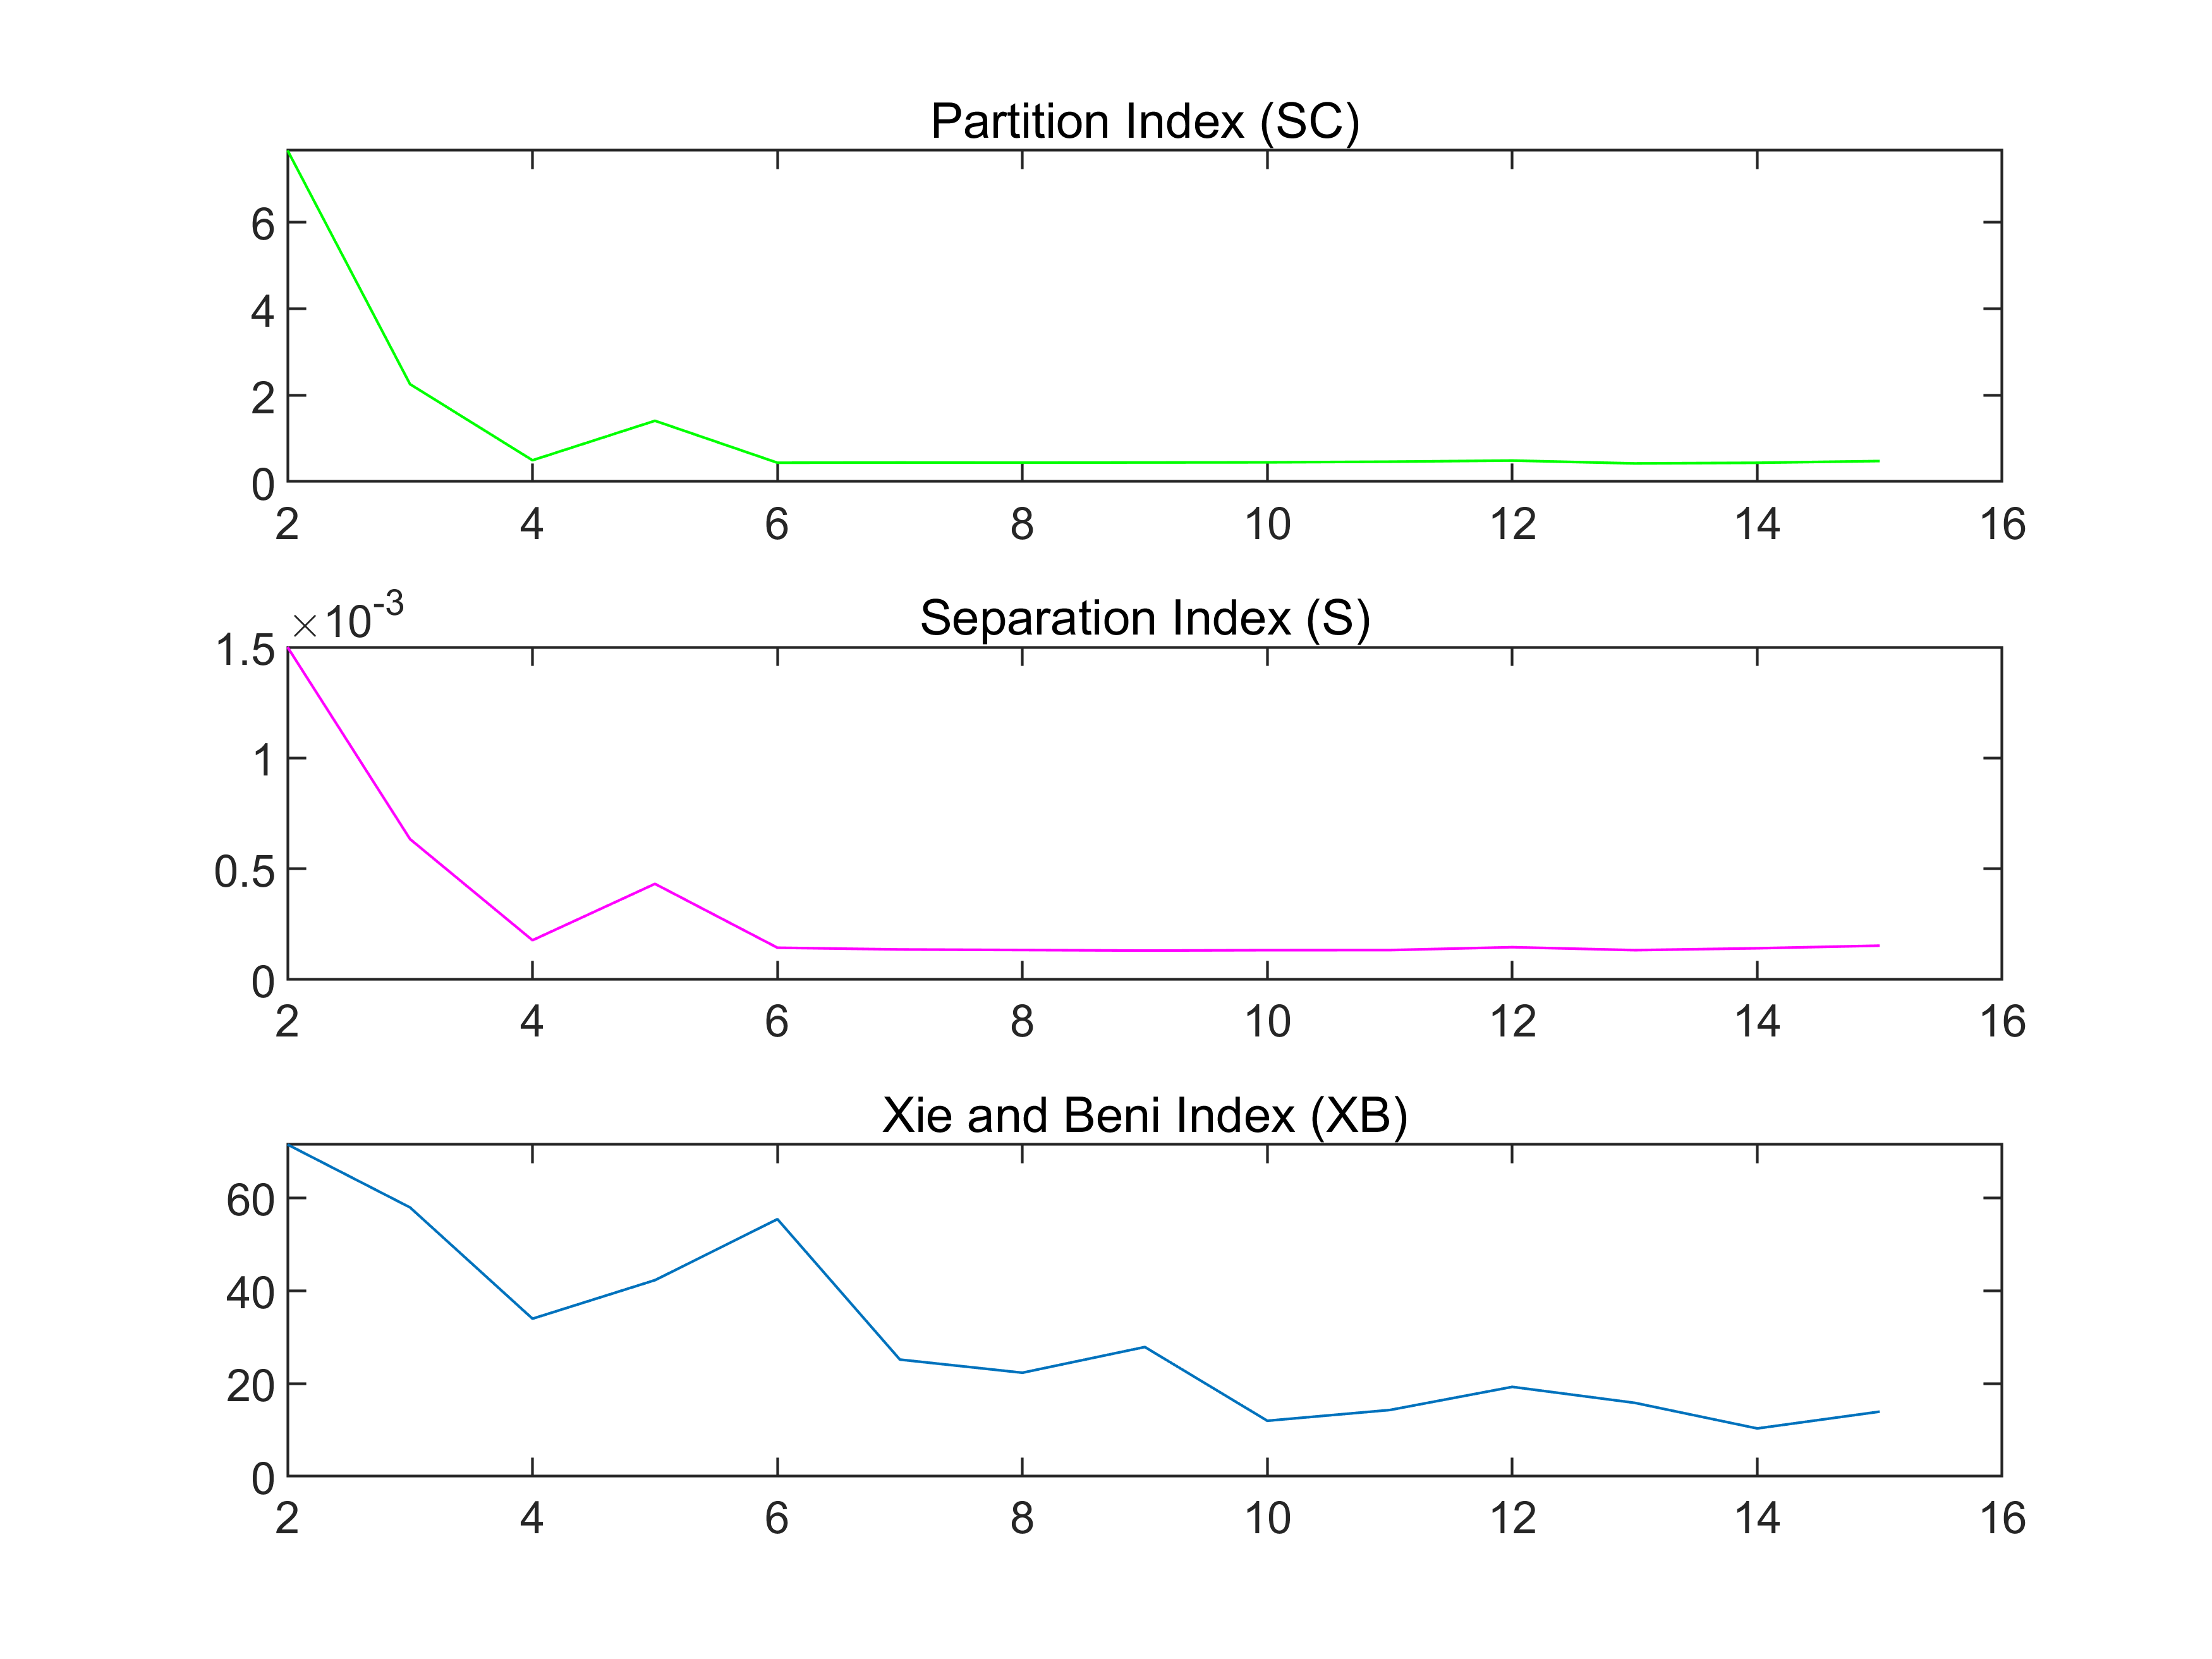 Partition Index (SC)
6
4
2
0
2 4 6 8 10 12 14 16
×10-3
Separation Index (S)
1.5
1
0.5
0
2 4 6 8 10 12 14 16
Xie and Beni Index (XB)
60
40
20
0
2 4 6 8 10 12 14 16